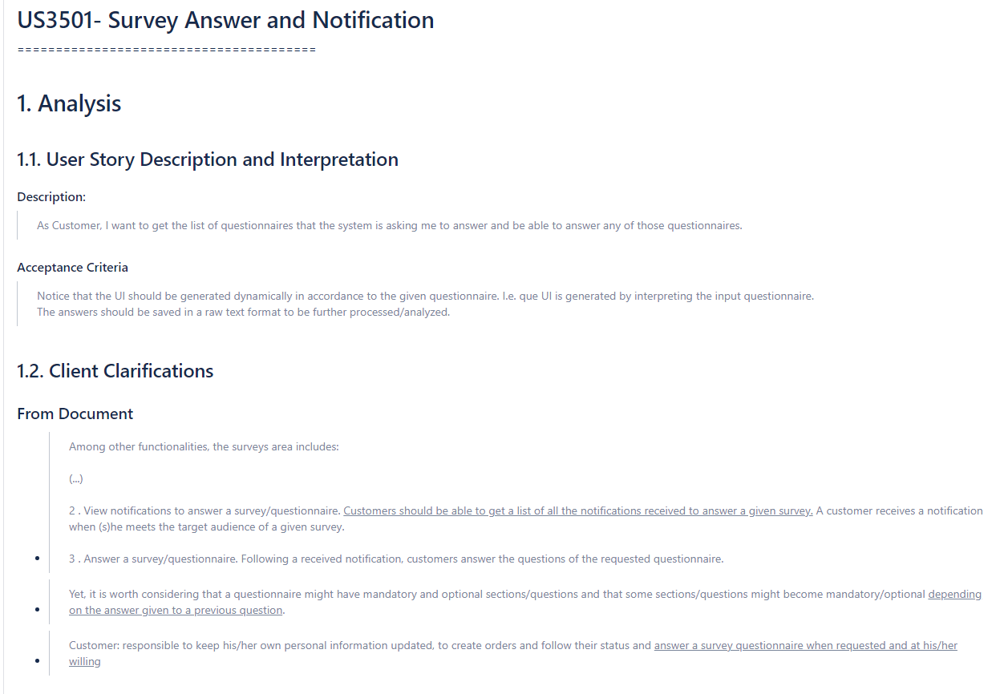 US3501- Survey Answer and Notification
=======================================
1. Analysis
1.1. User Story Description and Interpretation
Description:
As Customer, I want to get the list of questionnaires that the system is asking me to answer and be able to answer any of those questionnaires.
Acceptance Criteria
Notice that the UI should be generated dynamically in accordance to the given questionnaire. I.e. que UI is generated by interpreting the input questionnaire.
The answers should be saved in a raw text format to be further processed/analyzed.
1.2. Client Clarifications
From Document
Among other functionalities, the surveys area includes:
(...)
2 . View notifications to answer a survey/questionnaire. Customers should be able to get a list of all the notifications received to answer a given survey. A customer receives a notification
when (s)he meets the target audience of a given survey.
3 . Answer a survey/questionnaire. Following a received notification, customers answer the questions of the requested questionnaire.
Yet, it is worth considering that a questionnaire might have mandatory and optional sections/questions and that some sections/questions might become mandatory/optional depending
on the answer given to a previous question.
Customer: responsible to keep his/her own personal information updated, to create orders and follow their status and answer a survey questionnaire when requested and at his/her
willing